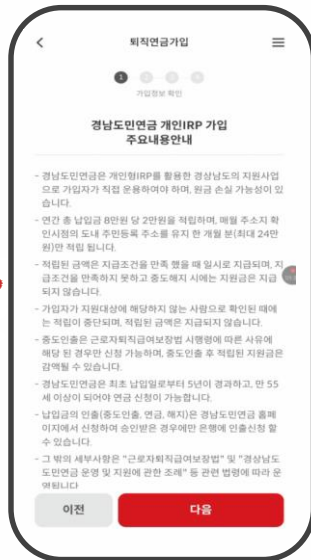 퇴직연금가입
1 2 3 4
가입정보 확인
경남도민연금 개인IRP 가입
주요내용안내
- 경남도민연금은 개인형IRP를 활용한 경상남도의 지원사업
으로 가입자가 직접 운용하여야 하며, 원금 손실 가능성이 있
습니다.
- 연간 총 납입금 8만원 당 2만원을 적립하며, 매월 주소지 확
인시점의 도내 주민등록 주소를 유지 한 개월 분(최대 24만
원)만 적립 됩니다.
- 적립된 금액은 지급조건을 만족 했을 때 일시로 지급되며, 지
급조건을 만족하지 못하고 중도해지 시에는 지원금은 지급
되지 않습니다.
- 가입자가 지원대상에 해당하지 않는 사람으로 확인된 때에
는 적립이 중단되며, 적립된 금액은 지급되지 않습니다.
- 중도인출은 근로자퇴직급여보장법 시행령에 따른 사유에
해당 된 경우만 신청 가능하며, 중도인출 후 적립된 지원금은
감액될 수 있습니다.
- 경남도민연금은 최초 납입일로부터 5년이 경과하고, 만 55
세 이상이 되어야 연금 신청이 가능합니다.
- 납입금의 인출(중도인출, 연금, 해지)은 경남도민연금 홈페
이지에서 신청하여 승인받은 경우에만 은행에 인출신청 할
수 있습니다.
- 그 밖의 세부사항은 "근로자퇴직급여보장법" 및 "경상남도
도민연금 운영 및 지원에 관한 조례" 등 관련 법령에 따라 운
영됩니다
이전
다음